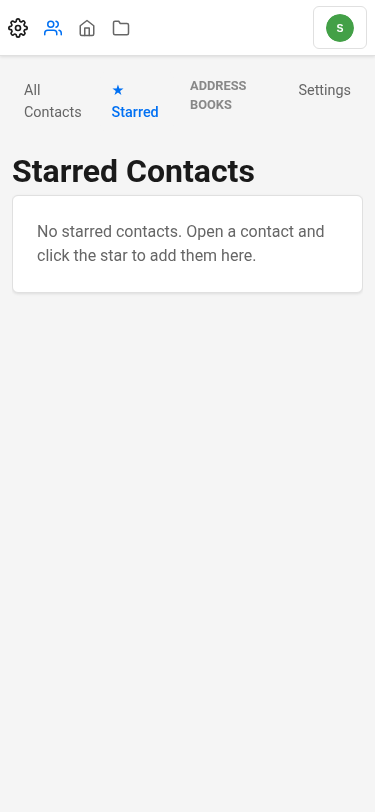 S
All
Contacts
★
Starred
ADDRESS
BOOKS
Settings
Starred Contacts
No starred contacts. Open a contact and
click the star to add them here.